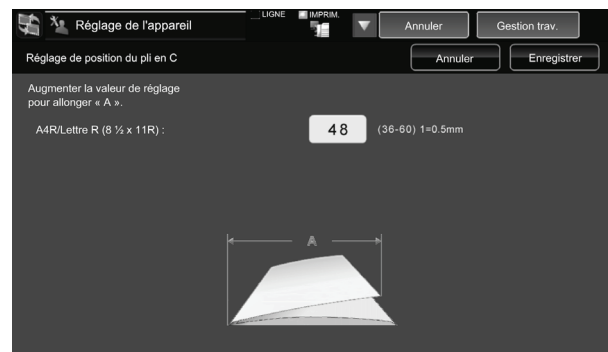 Réglage de l'appareil
LIGNE
IMPRIM.
Annuler
Gestion trav.
Réglage de position du pli en C
Annuler
Enregistrer
Augmenter la valeur de réglage
pour allonger « A ».
A4R/Lettre R (8 ½ x 11R) :
48
(36-60) 1=0.5mm
A